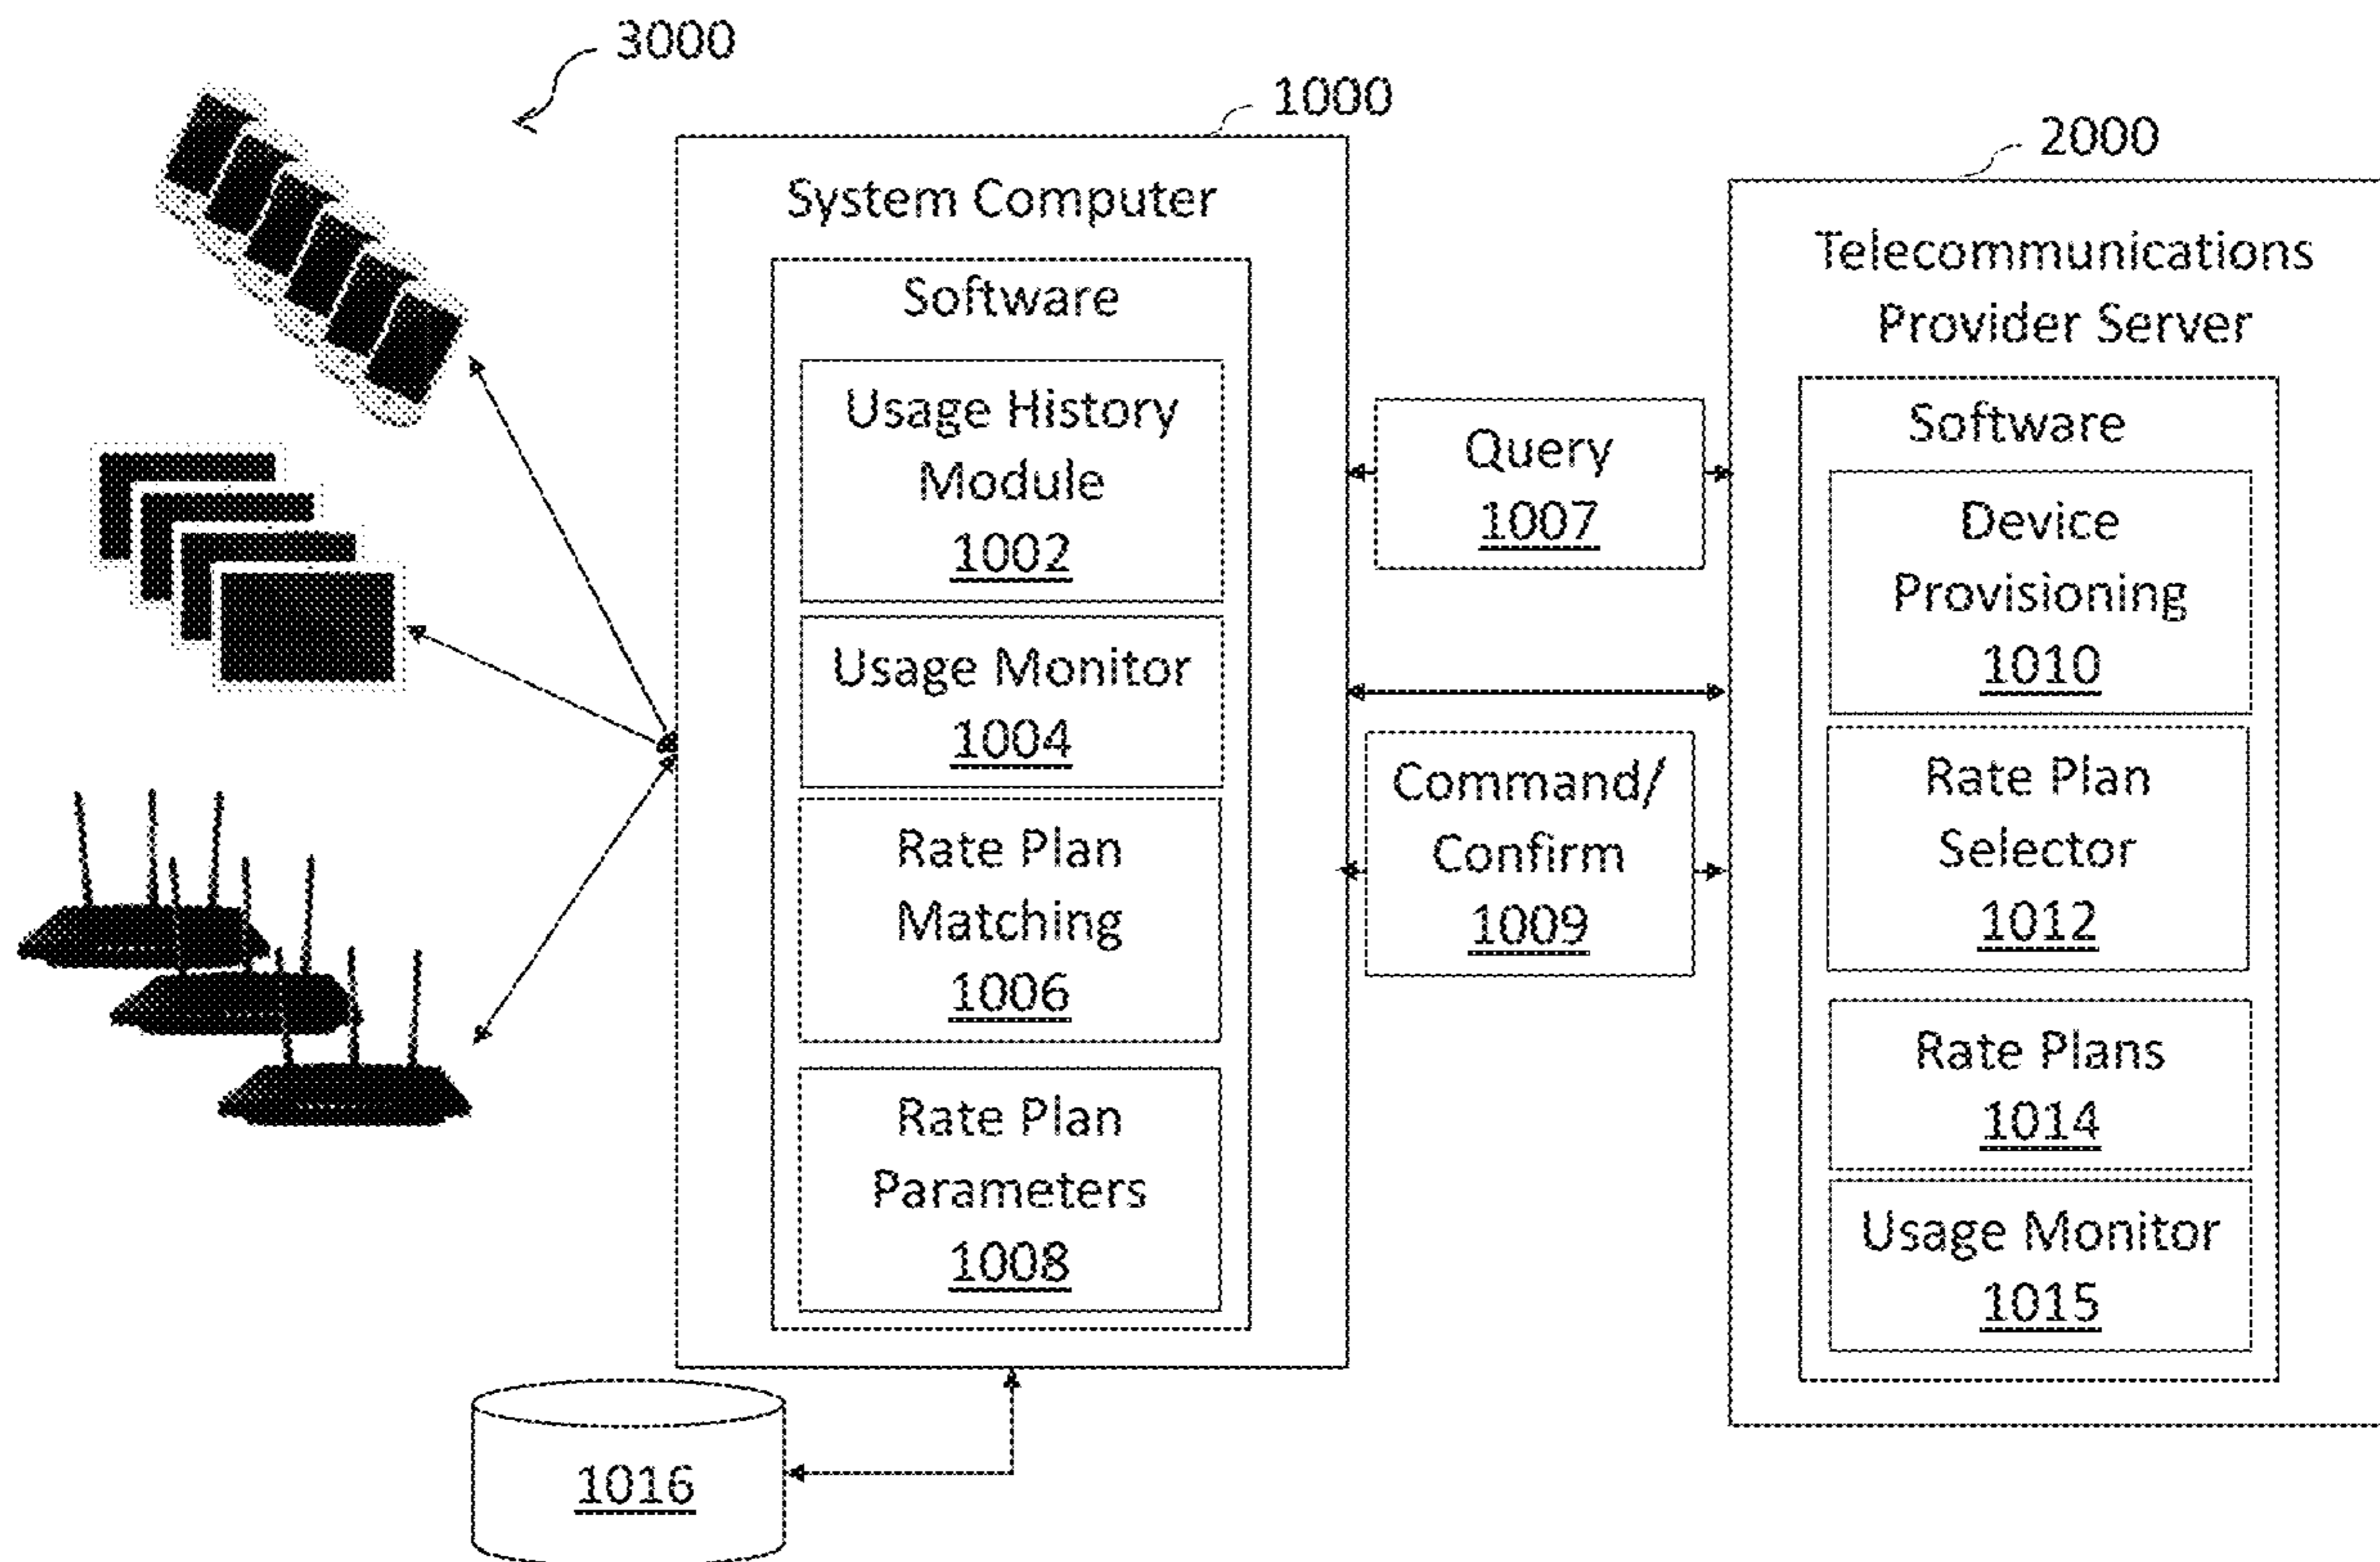 3000
1000
System Computer
Software
Usage History
Module
1002
Usage Monitor
1004
Rate Plan
Matching
1006
Rate Plan
Parameters
1008
1016
Query
1007
Command/
Confirm
1009
2000
Telecommunications
Provider Server
Software
Device
Provisioning
1010
Rate Plan
Selector
1012
Rate Plans
1014
Usage Monitor
1015